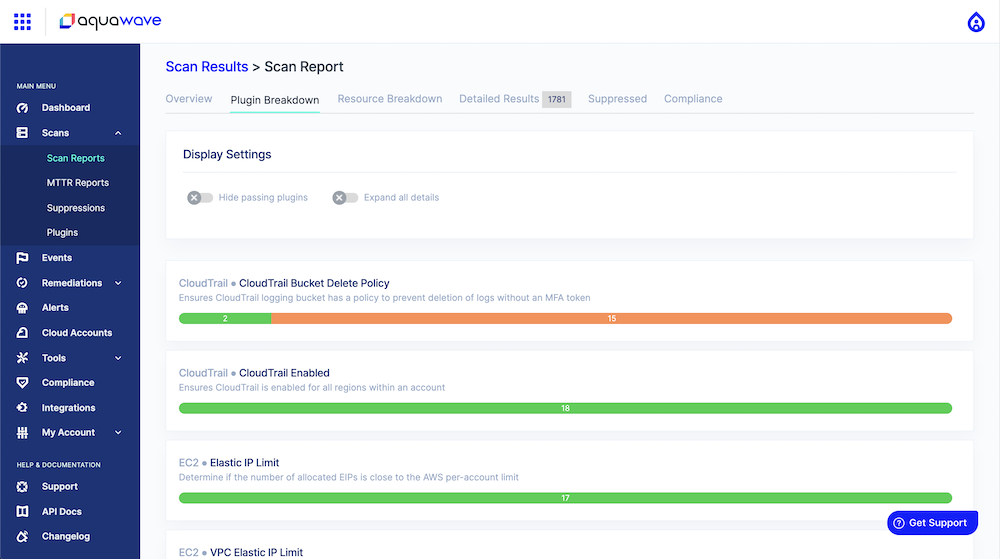 aquawave
MAIN MENU
Dashboard
Scans
Scan Reports
MTTR Reports
Suppressions
Plugins
Events
Remediations
Alerts
Cloud Accounts
Tools
Compliance
Integrations
My Account
HELP & DOCUMENTATION
Support
API Docs
Changelog
Scan Results > Scan Report
Overview Plugin Breakdown Resource Breakdown Detailed Results 1781 Suppressed Compliance
Display Settings
Hide passing plugins Expand all details
CloudTrail ● CloudTrail Bucket Delete Policy
Ensures CloudTrail logging bucket has a policy to prevent deletion of logs without an MFA token
2 15
CloudTrail ● CloudTrail Enabled
Ensures CloudTrail is enabled for all regions within an account
18
EC2 ● Elastic IP Limit
Determine if the number of allocated EIPs is close to the AWS per-account limit
17
EC2 ● VPC Elastic IP Limit
Get Support